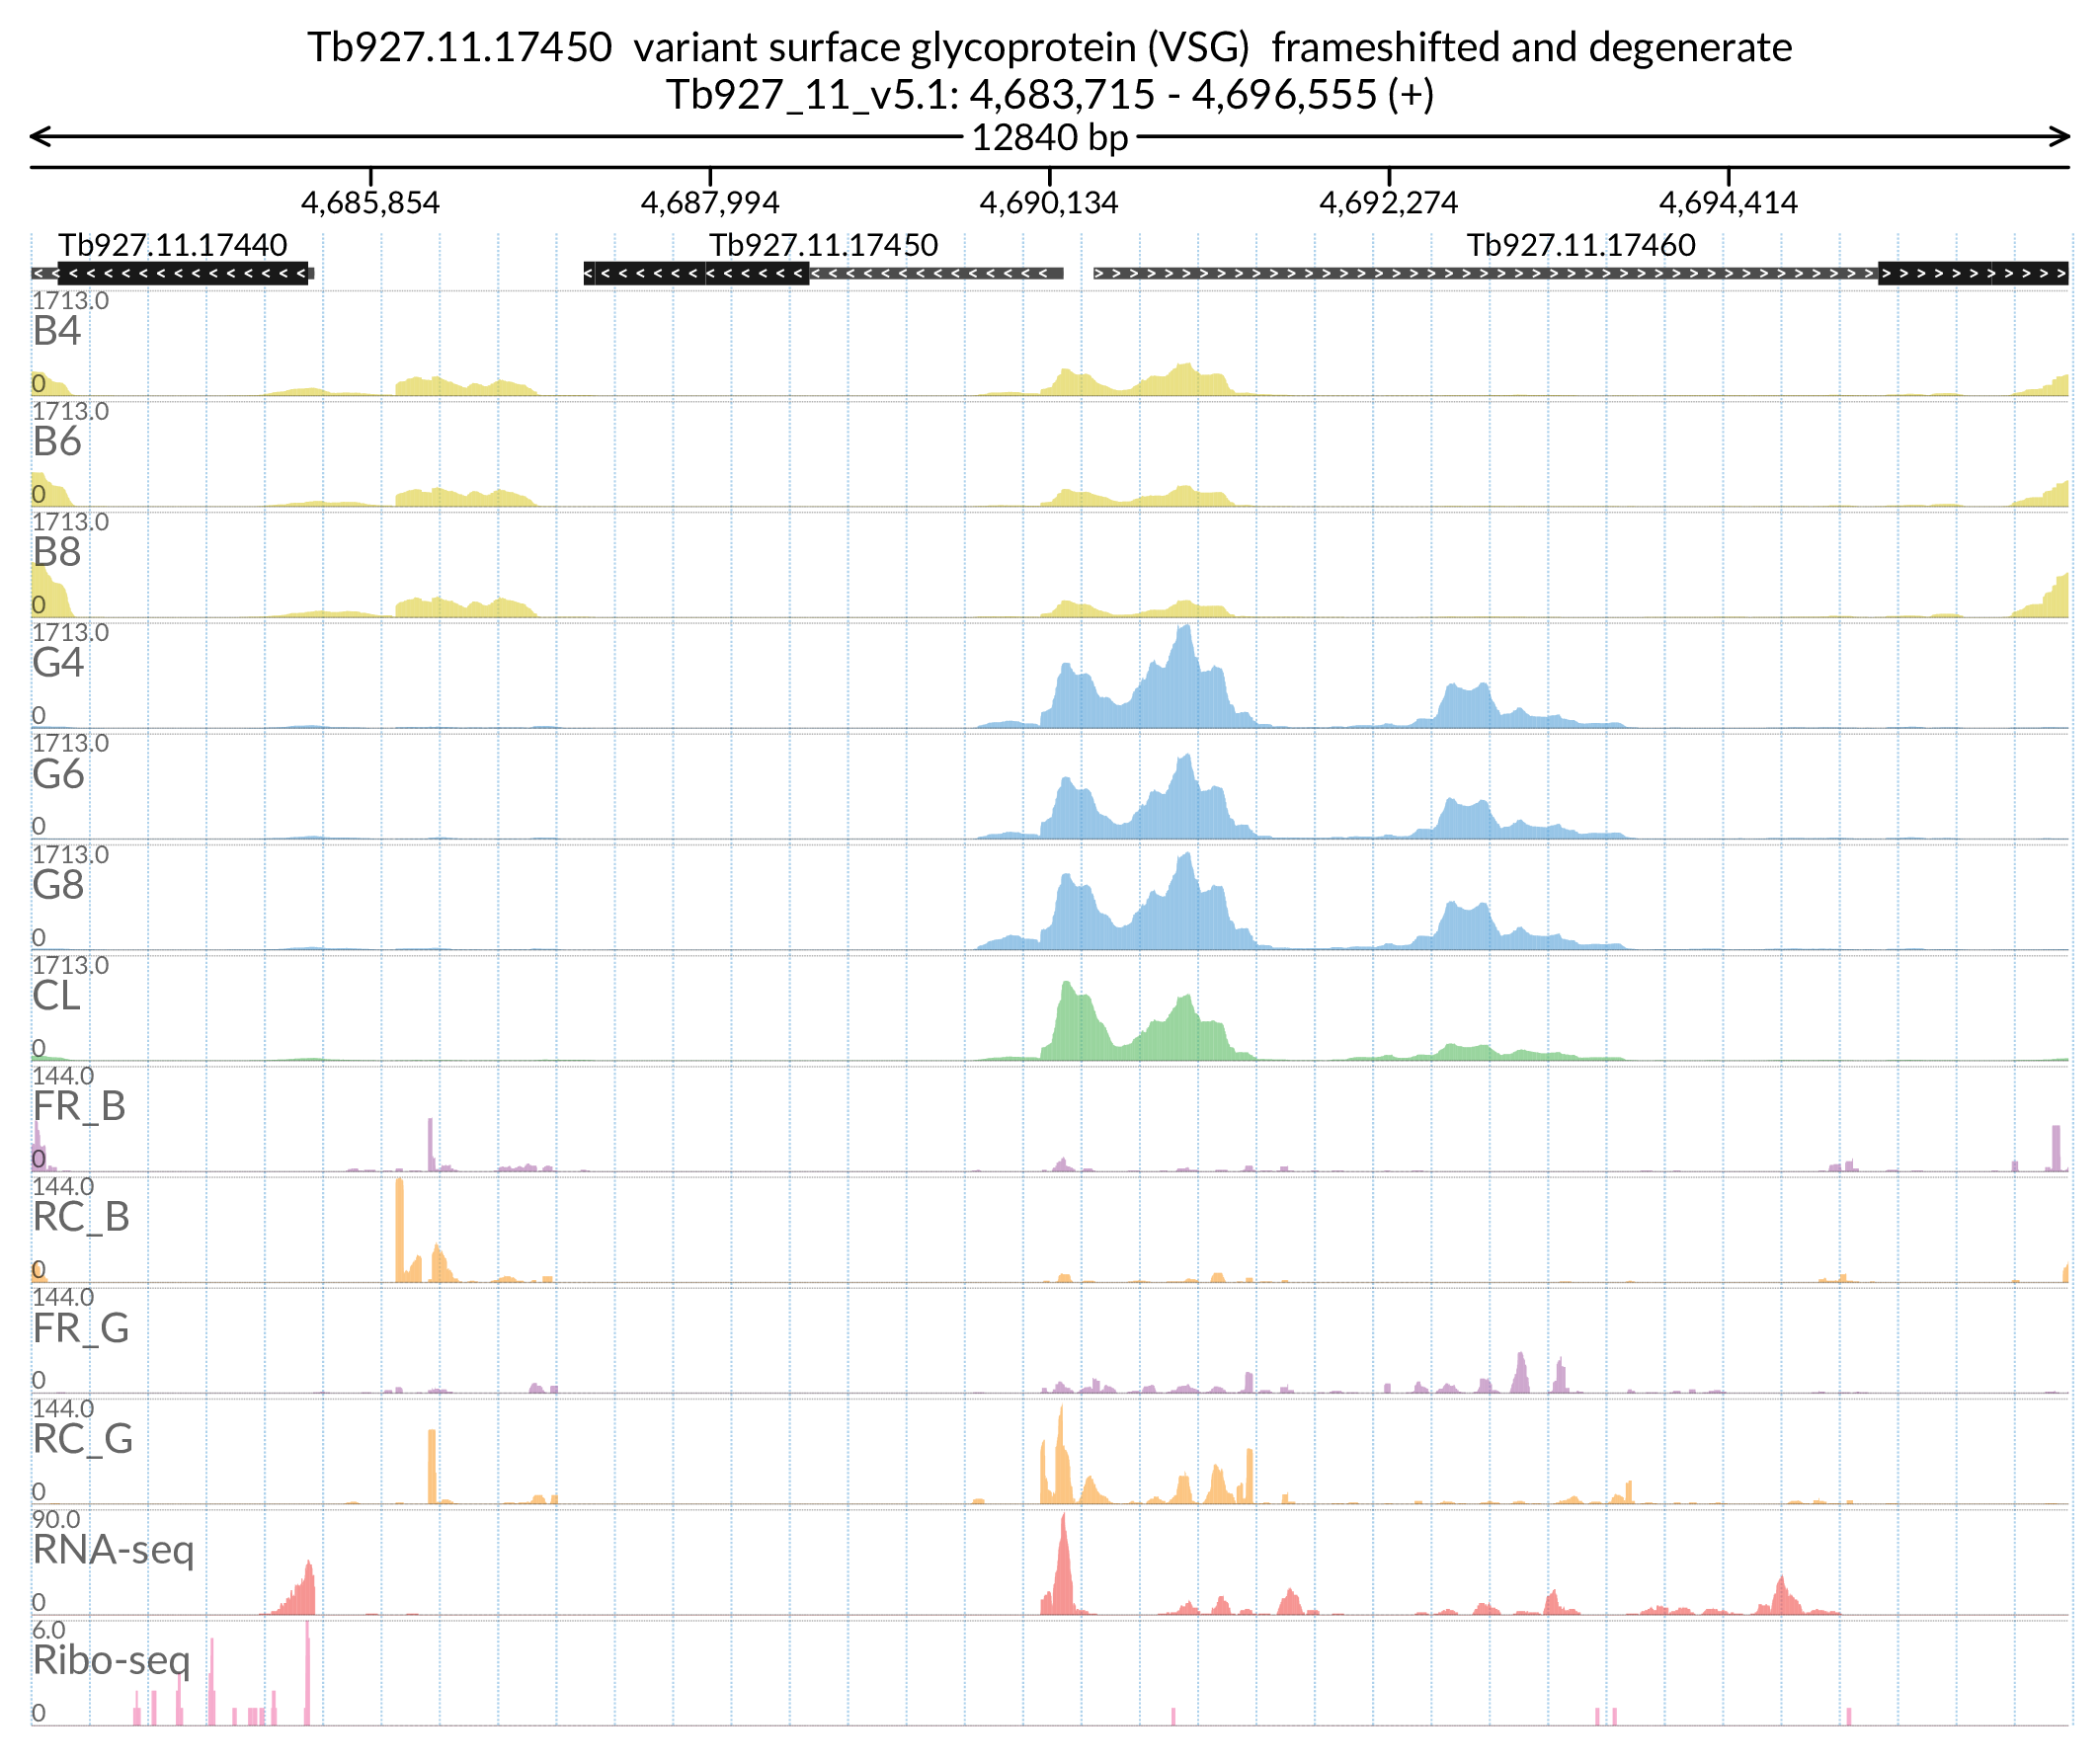 Tb927.11.17450  variant surface glycoprotein (VSG)  frameshifted and degenerate
Tb927_11_v5.1: 4,683,715 - 4,696,555 (+)
12840 bp
4,685,854 4,687,994 4,690,134 4,692,274 4,694,414
Tb927.11.17440 Tb927.11.17450 Tb927.11.17460
1713.0
B4
0
1713.0
B6
0
1713.0
B8
0
1713.0
G4
0
1713.0
G6
0
1713.0
G8
0
1713.0
CL
0
144.0
FR_B
0
144.0
RC_B
0
144.0
FR_G
0
144.0
RC_G
0
90.0
RNA-seq
0
6.0
Ribo-seq
0